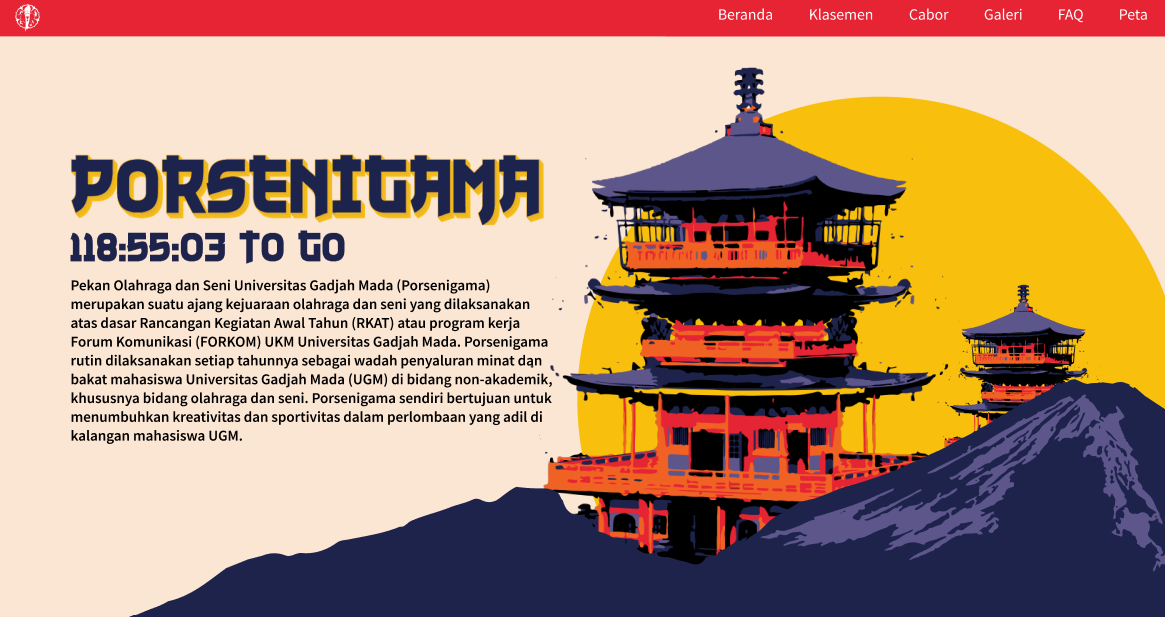 Beranda Klasemen Cabor Galeri FAQ Peta
PORSENIGAMA
118:55:03 TO GO
Pekan Olahraga dan Seni Universitas Gadjah Mada (Porsenigama)
merupakan suatu ajang kejuaraan olahraga dan seni yang dilaksanakan
atas dasar Rancangan Kegiatan Awal Tahun (RKAT) atau program kerja
Forum Komunikasi (FORKOM) UKM Universitas Gadjah Mada. Porsenigama
rutin dilaksanakan setiap tahunnya sebagai wadah penyaluran minat dan
bakat mahasiswa Universitas Gadjah Mada (UGM) di bidang non-akademik,
khususnya bidang olahraga dan seni. Porsenigama sendiri bertujuan untuk
menumbuhkan kreativitas dan sportivitas dalam perlombaan yang adil di
kalangan mahasiswa UGM.